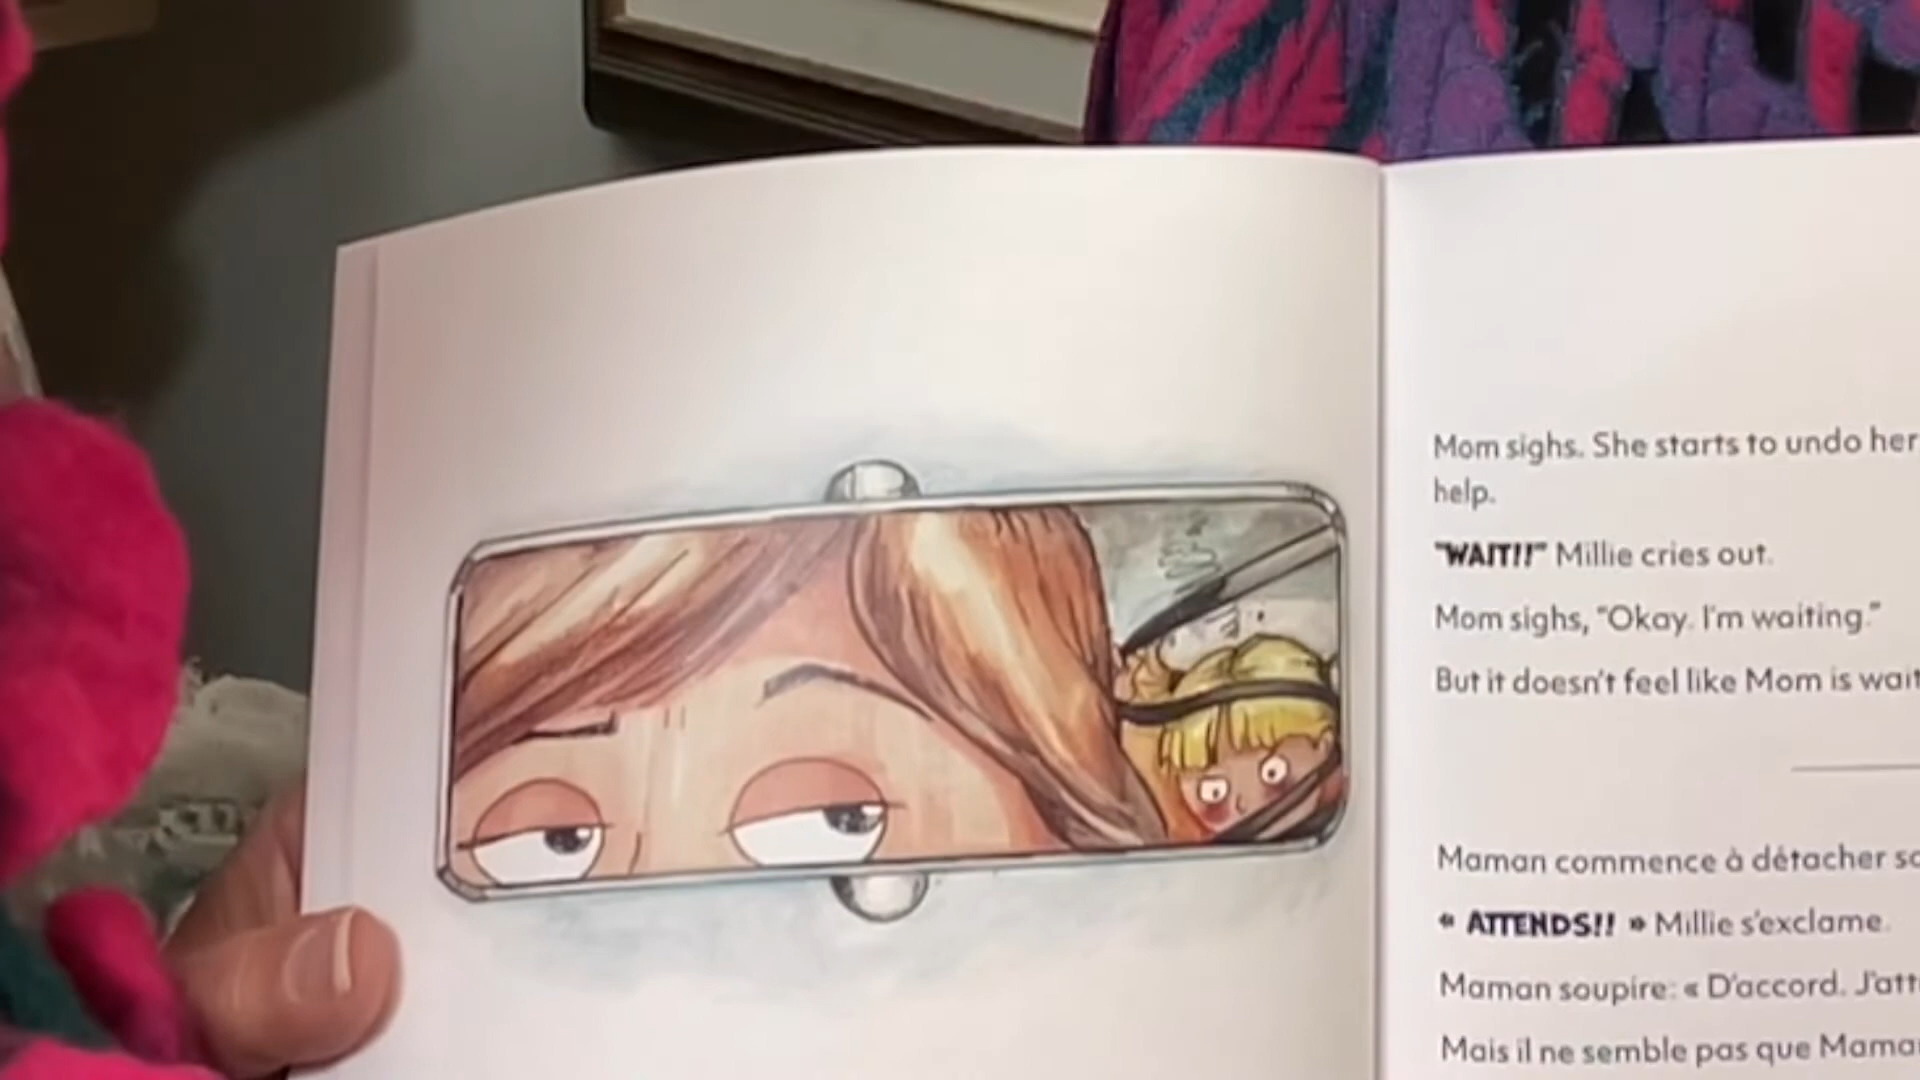 Mom sighs. She starts to undo her
help.
"WAIT!!" Millie cries out.
Mom sighs, “Okay. I'm waiting.”
But it doesn't feel like Mom is wait
Maman commence à détacher so
« ATTENDS!! » Millie s'exclame.
Maman soupire: « D'accord. J'att
Mais il ne semble pas que Mama